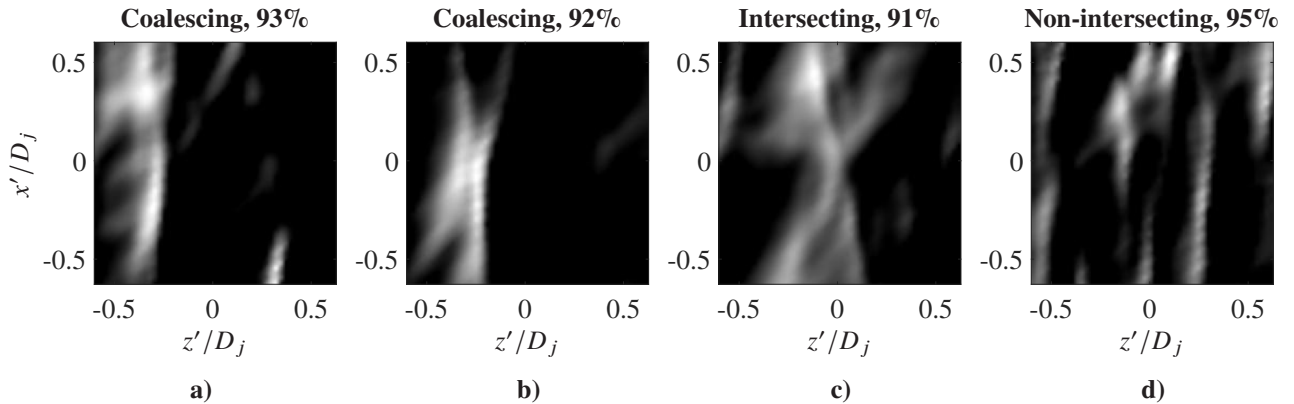 Coalescing, 93% Coalescing, 92% Intersecting, 91% Non-intersecting, 95%
0.5 0.5 0.5 0.5
x′/D_j
0 0 0 0
-0.5 -0.5 -0.5 -0.5
-0.5 0 0.5 -0.5 0 0.5 -0.5 0 0.5 -0.5 0 0.5
z′/D_j z′/D_j z′/D_j z′/D_j
a) b) c) d)